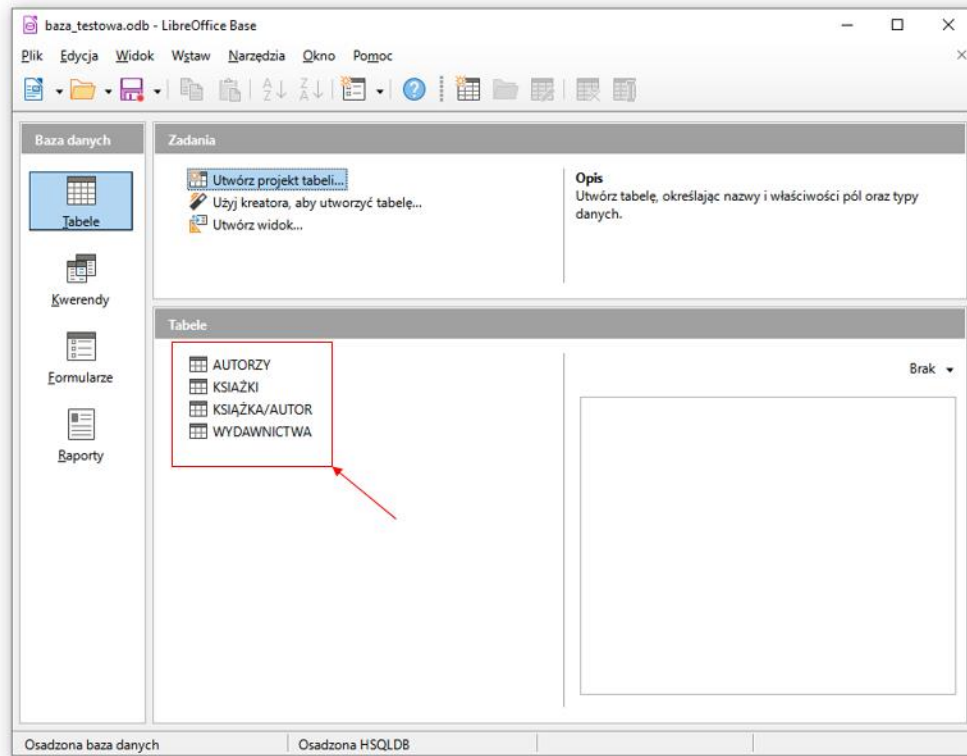 baza_testowa.odb - LibreOffice Base
Plik Edycja Widok Wstaw Narzędzia Okno Pomoc
Baza danych
Zadania
Tabele
Kwerendy
Formularze
Raporty
Utwórz projekt tabeli...
Użyj kreatora, aby utworzyć tabelę...
Utwórz widok...
Opis
Utwórz tabelę, określając nazwy i właściwości pól oraz typy
danych.
Tabele
AUTORZY
KSIAŻKI
KSIĄŻKA/AUTOR
WYDAWNICTWA
Brak
Osadzona baza danych
Osadzona HSQLDB